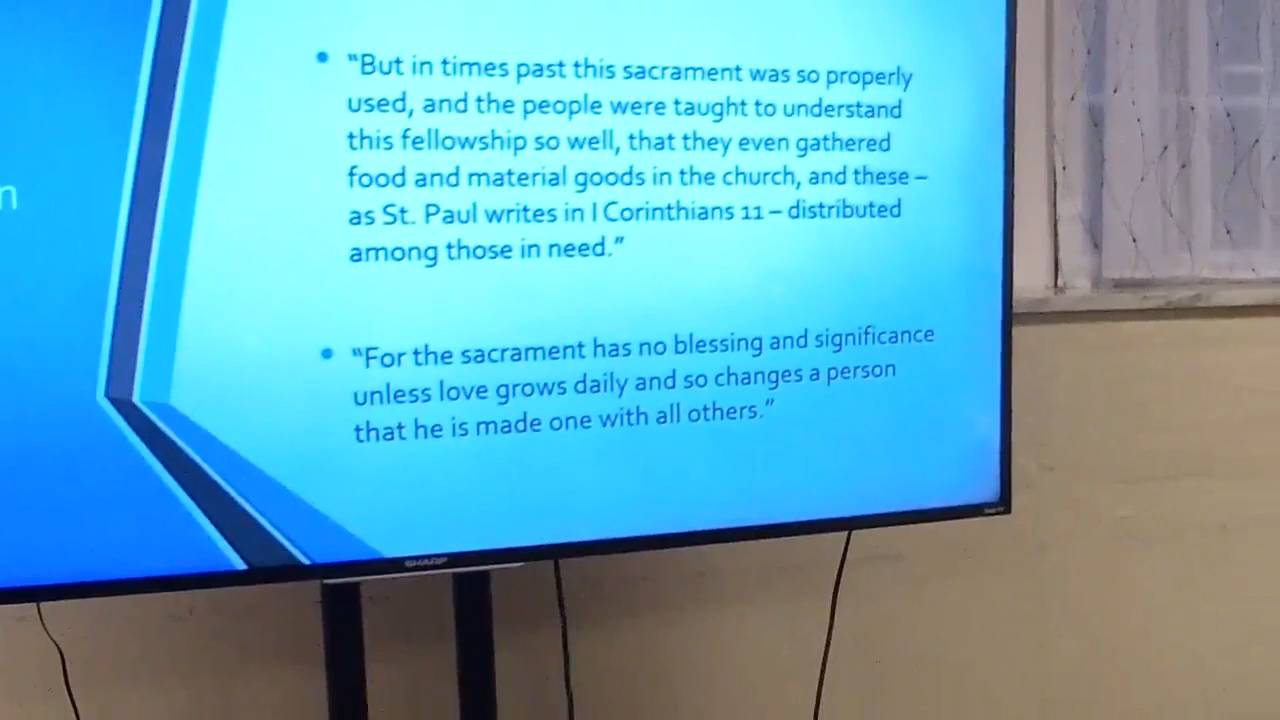 n
• “But in times past this sacrament was so properly
used, and the people were taught to understand
this fellowship so well, that they even gathered
food and material goods in the church, and these –
as St. Paul writes in I Corinthians 11 – distributed
among those in need.”
• “For the sacrament has no blessing and significance
unless love grows daily and so changes a person
that he is made one with all others.”
SHARP